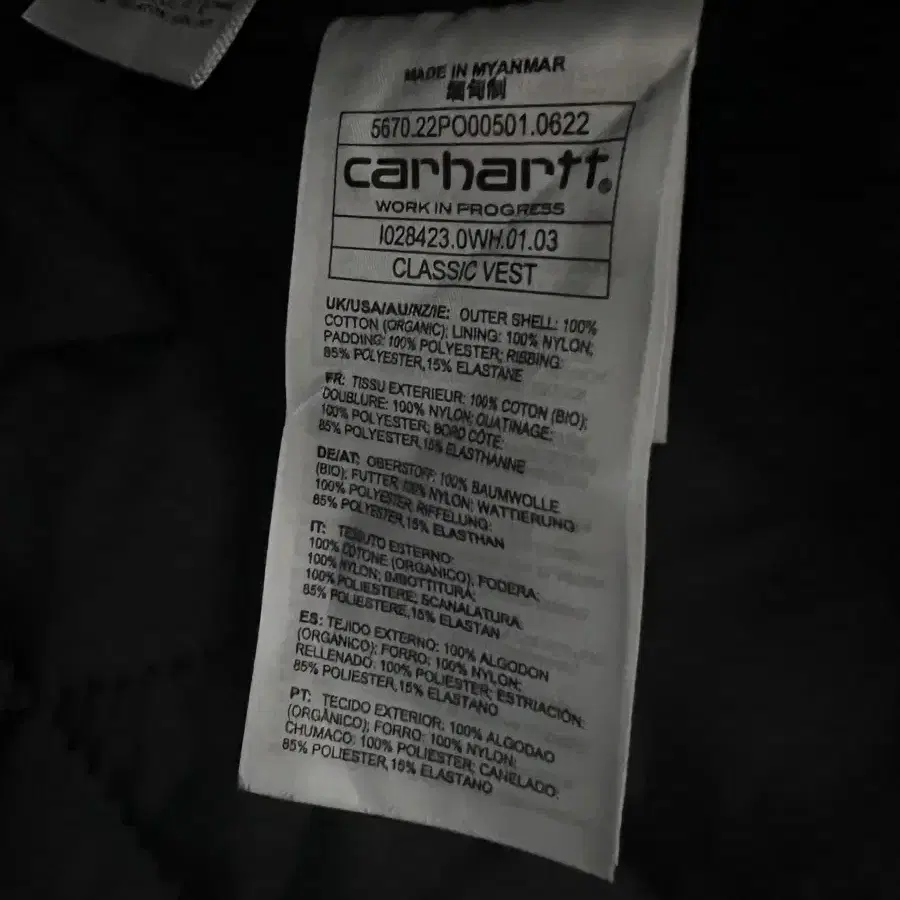 MADE IN MYANMAR
缅甸制
5670.22PO00501.0622
carhartt.
WORK IN PROGRESS
I028423.0WH.01.03
CLASSIC VEST
UK/USA/AU/NZ/IE: OUTER SHELL: 100%
COTTON (ORGANIC); LINING: 100% NYLON;
PADDING: 100% POLYESTER; RIBBING:
85% POLYESTER,15% ELASTANE
FR: TISSU EXTERIEUR: 100% COTON (BIO);
DOUBLURE: 100% NYLON; OUATINAGE:
100% POLYESTER; BORD CÔTE:
85% POLYESTER,15% ELASTHANNE
DE/AT: OBERSTOFF: 100% BAUMWOLLE
(BIO); FUTTER: 100% NYLON; WATTIERUNG:
100% POLYESTER; RIFFELUNG:
85% POLYESTER,15% ELASTHAN
IT: TESSUTO ESTERNO:
100% COTONE (ORGANICO); FODERA:
100% NYLON; IMBOTTITURA:
100% POLIESTERE; SCANALATURA:
85% POLIESTERE,15% ELASTAN
ES: TEJIDO EXTERNO: 100% ALGODON
(ORGANICO); FORRO: 100% NYLON;
RELLENADO: 100% POLIESTER; ESTRIACIÓN:
85% POLIESTER,15% ELASTANO
PT: TECIDO EXTERIOR: 100% ALGODAO
(ORGÂNICO); FORRO: 100% NYLON;
CHUMACO: 100% POLIESTER; CANELADO:
85% POLIESTER,15% ELASTANO